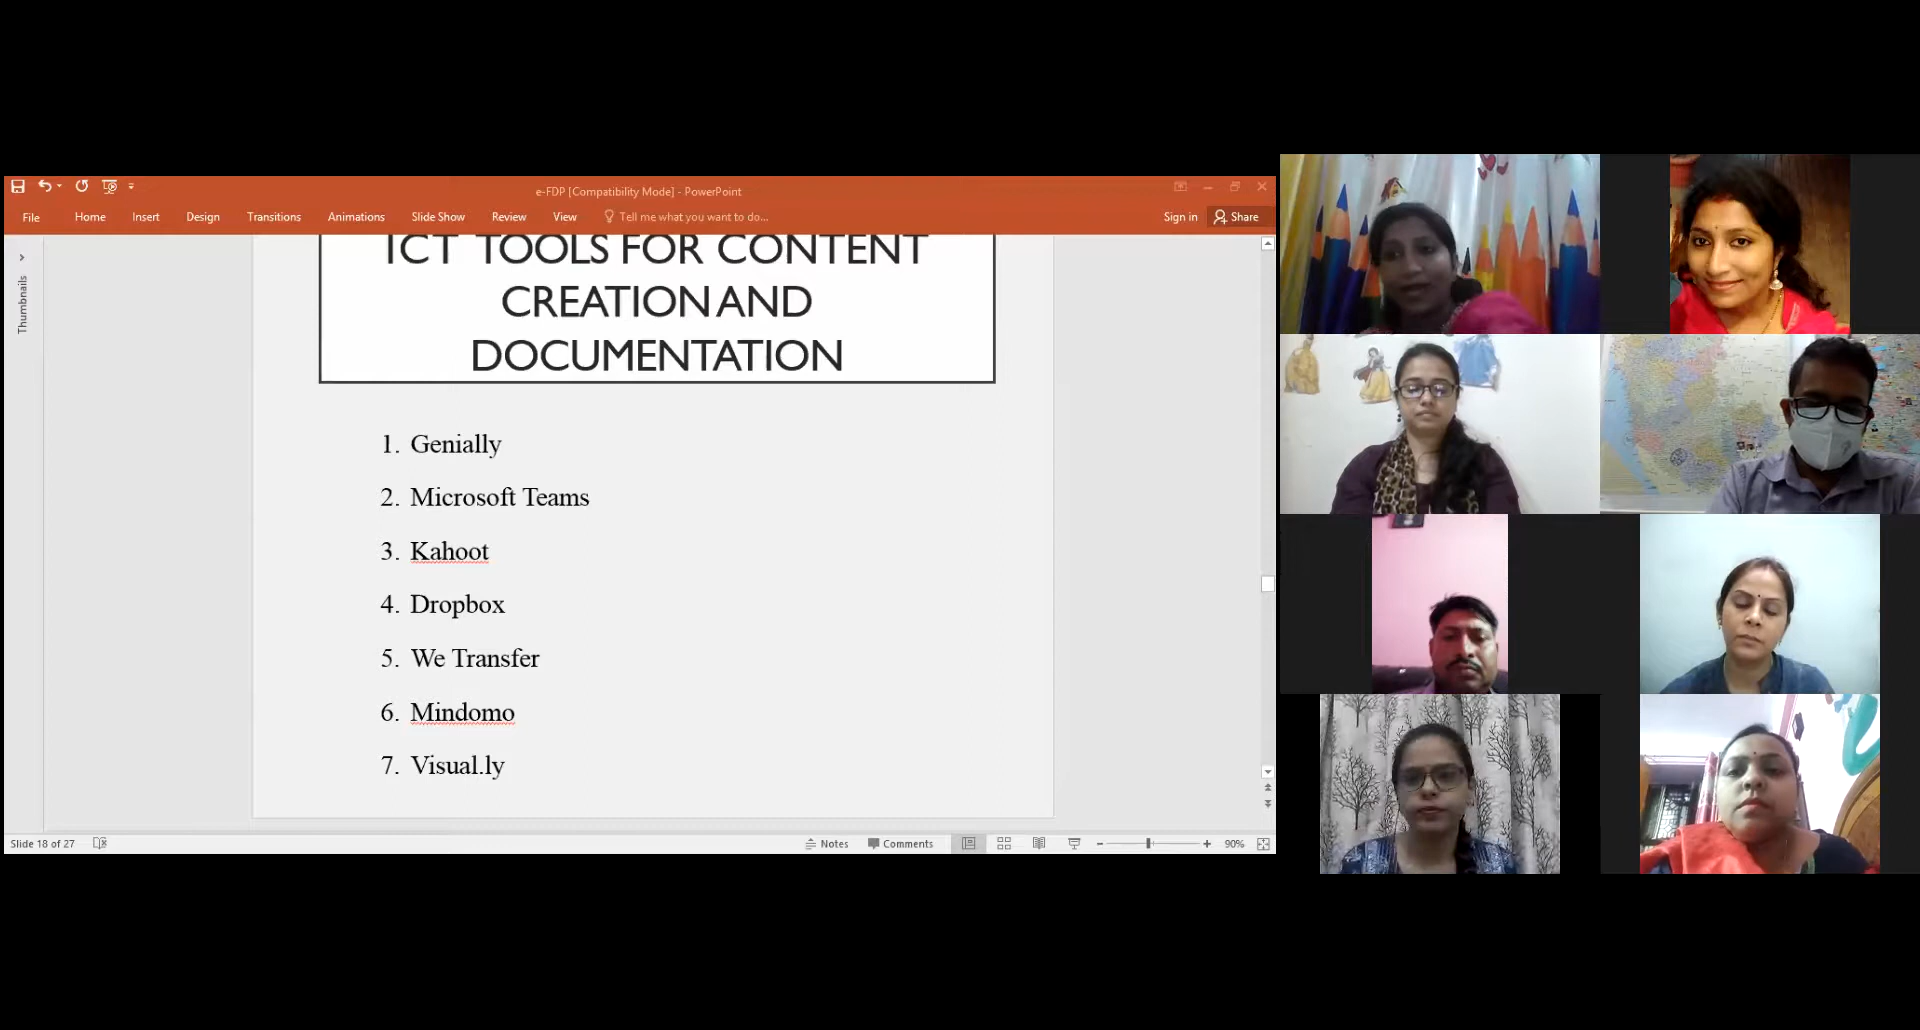 e-FDP [Compatibility Mode] - PowerPoint
File Home Insert Design Transitions Animations Slide Show Review View Tell me what you want to do... Sign in Share
Thumbnails
ICT TOOLS FOR CONTENT
CREATION AND
DOCUMENTATION
1. Genially
2. Microsoft Teams
3. Kahoot
4. Dropbox
5. We Transfer
6. Mindomo
7. Visual.ly
Slide 18 of 27 Notes Comments 90%